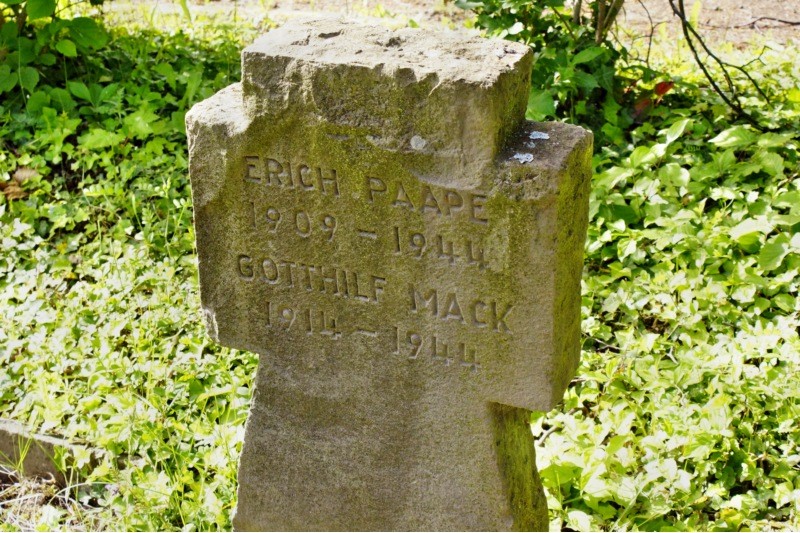 ERICH PAAPE
1909 – 1944
GOTTHILF MACK
1914 – 1944